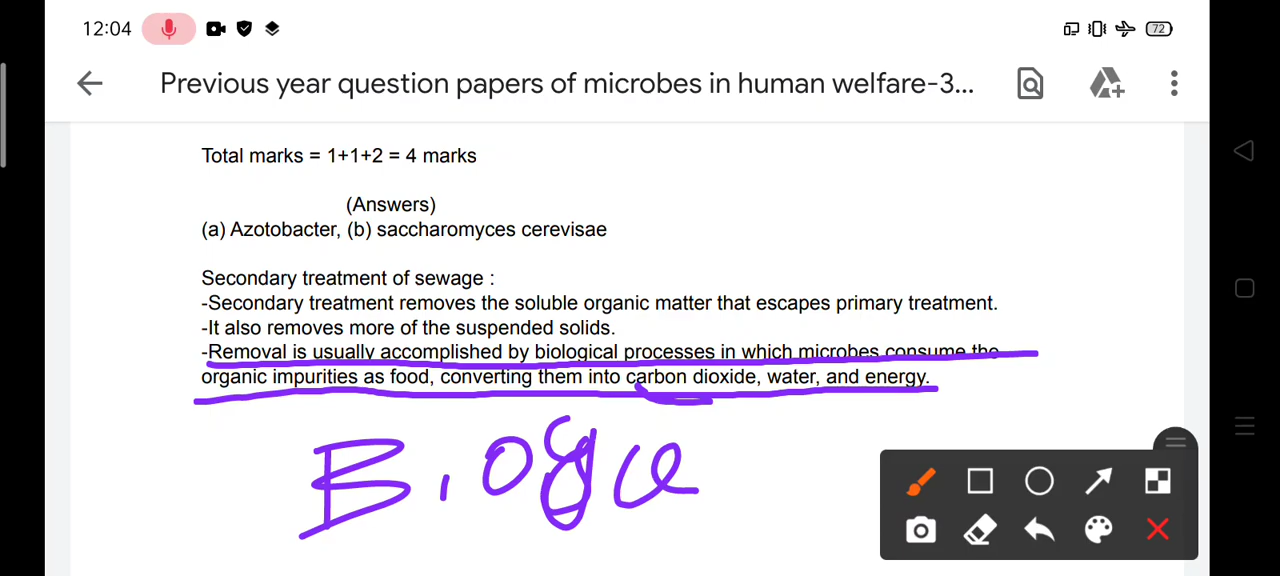 12:04 72
Previous year question papers of microbes in human welfare-3...
Total marks = 1+1+2 = 4 marks
(Answers)
(a) Azotobacter, (b) saccharomyces cerevisae
Secondary treatment of sewage :
-Secondary treatment removes the soluble organic matter that escapes primary treatment.
-It also removes more of the suspended solids.
-Removal is usually accomplished by biological processes in which microbes consume the
organic impurities as food, converting them into carbon dioxide, water, and energy.